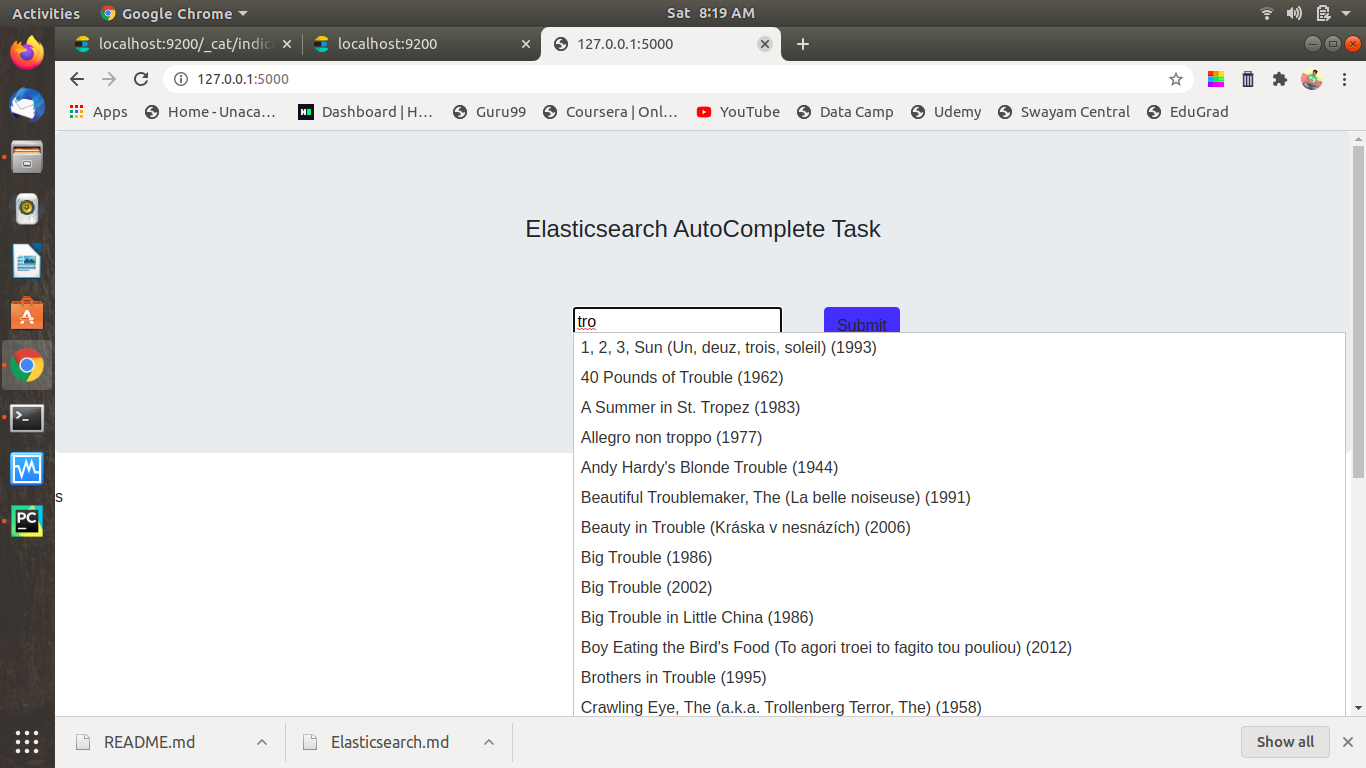 Activities Google Chrome Sat 8:19 AM
localhost:9200/_cat/indic localhost:9200 127.0.0.1:5000
127.0.0.1:5000
Apps Home - Unaca… Dashboard | H… Guru99 Coursera | Onl… YouTube Data Camp Udemy Swayam Central EduGrad
Elasticsearch AutoComplete Task
tro Submit
1, 2, 3, Sun (Un, deuz, trois, soleil) (1993)
40 Pounds of Trouble (1962)
A Summer in St. Tropez (1983)
Allegro non troppo (1977)
Andy Hardy's Blonde Trouble (1944)
s
Beautiful Troublemaker, The (La belle noiseuse) (1991)
Beauty in Trouble (Kráska v nesnázích) (2006)
Big Trouble (1986)
Big Trouble (2002)
Big Trouble in Little China (1986)
Boy Eating the Bird's Food (To agori troei to fagito tou pouliou) (2012)
Brothers in Trouble (1995)
Crawling Eye, The (a.k.a. Trollenberg Terror, The) (1958)
README.md Elasticsearch.md Show all